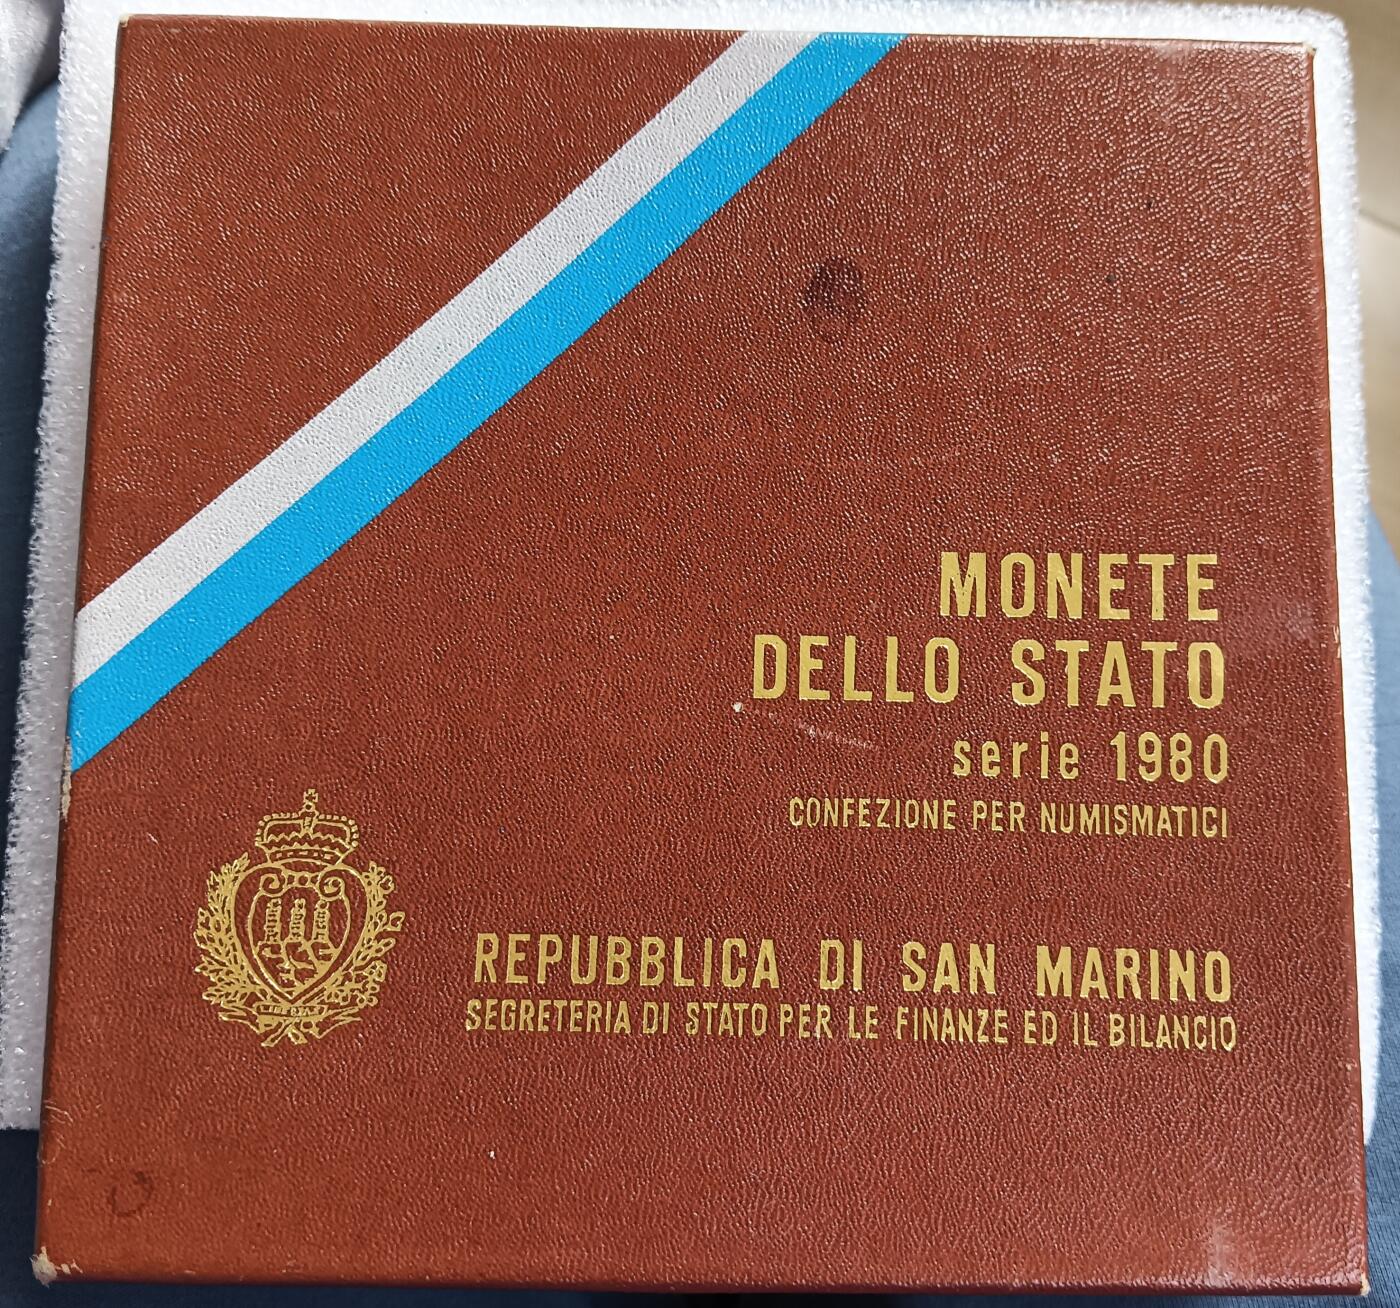 MONETE
DELLO STATO
serie 1980
CONFEZIONE PER NUMISMATICI
REPUBBLICA DI SAN MARINO
SEGRETERIA DI STATO PER LE FINANZE ED IL BILANCIO
LIBERTAS